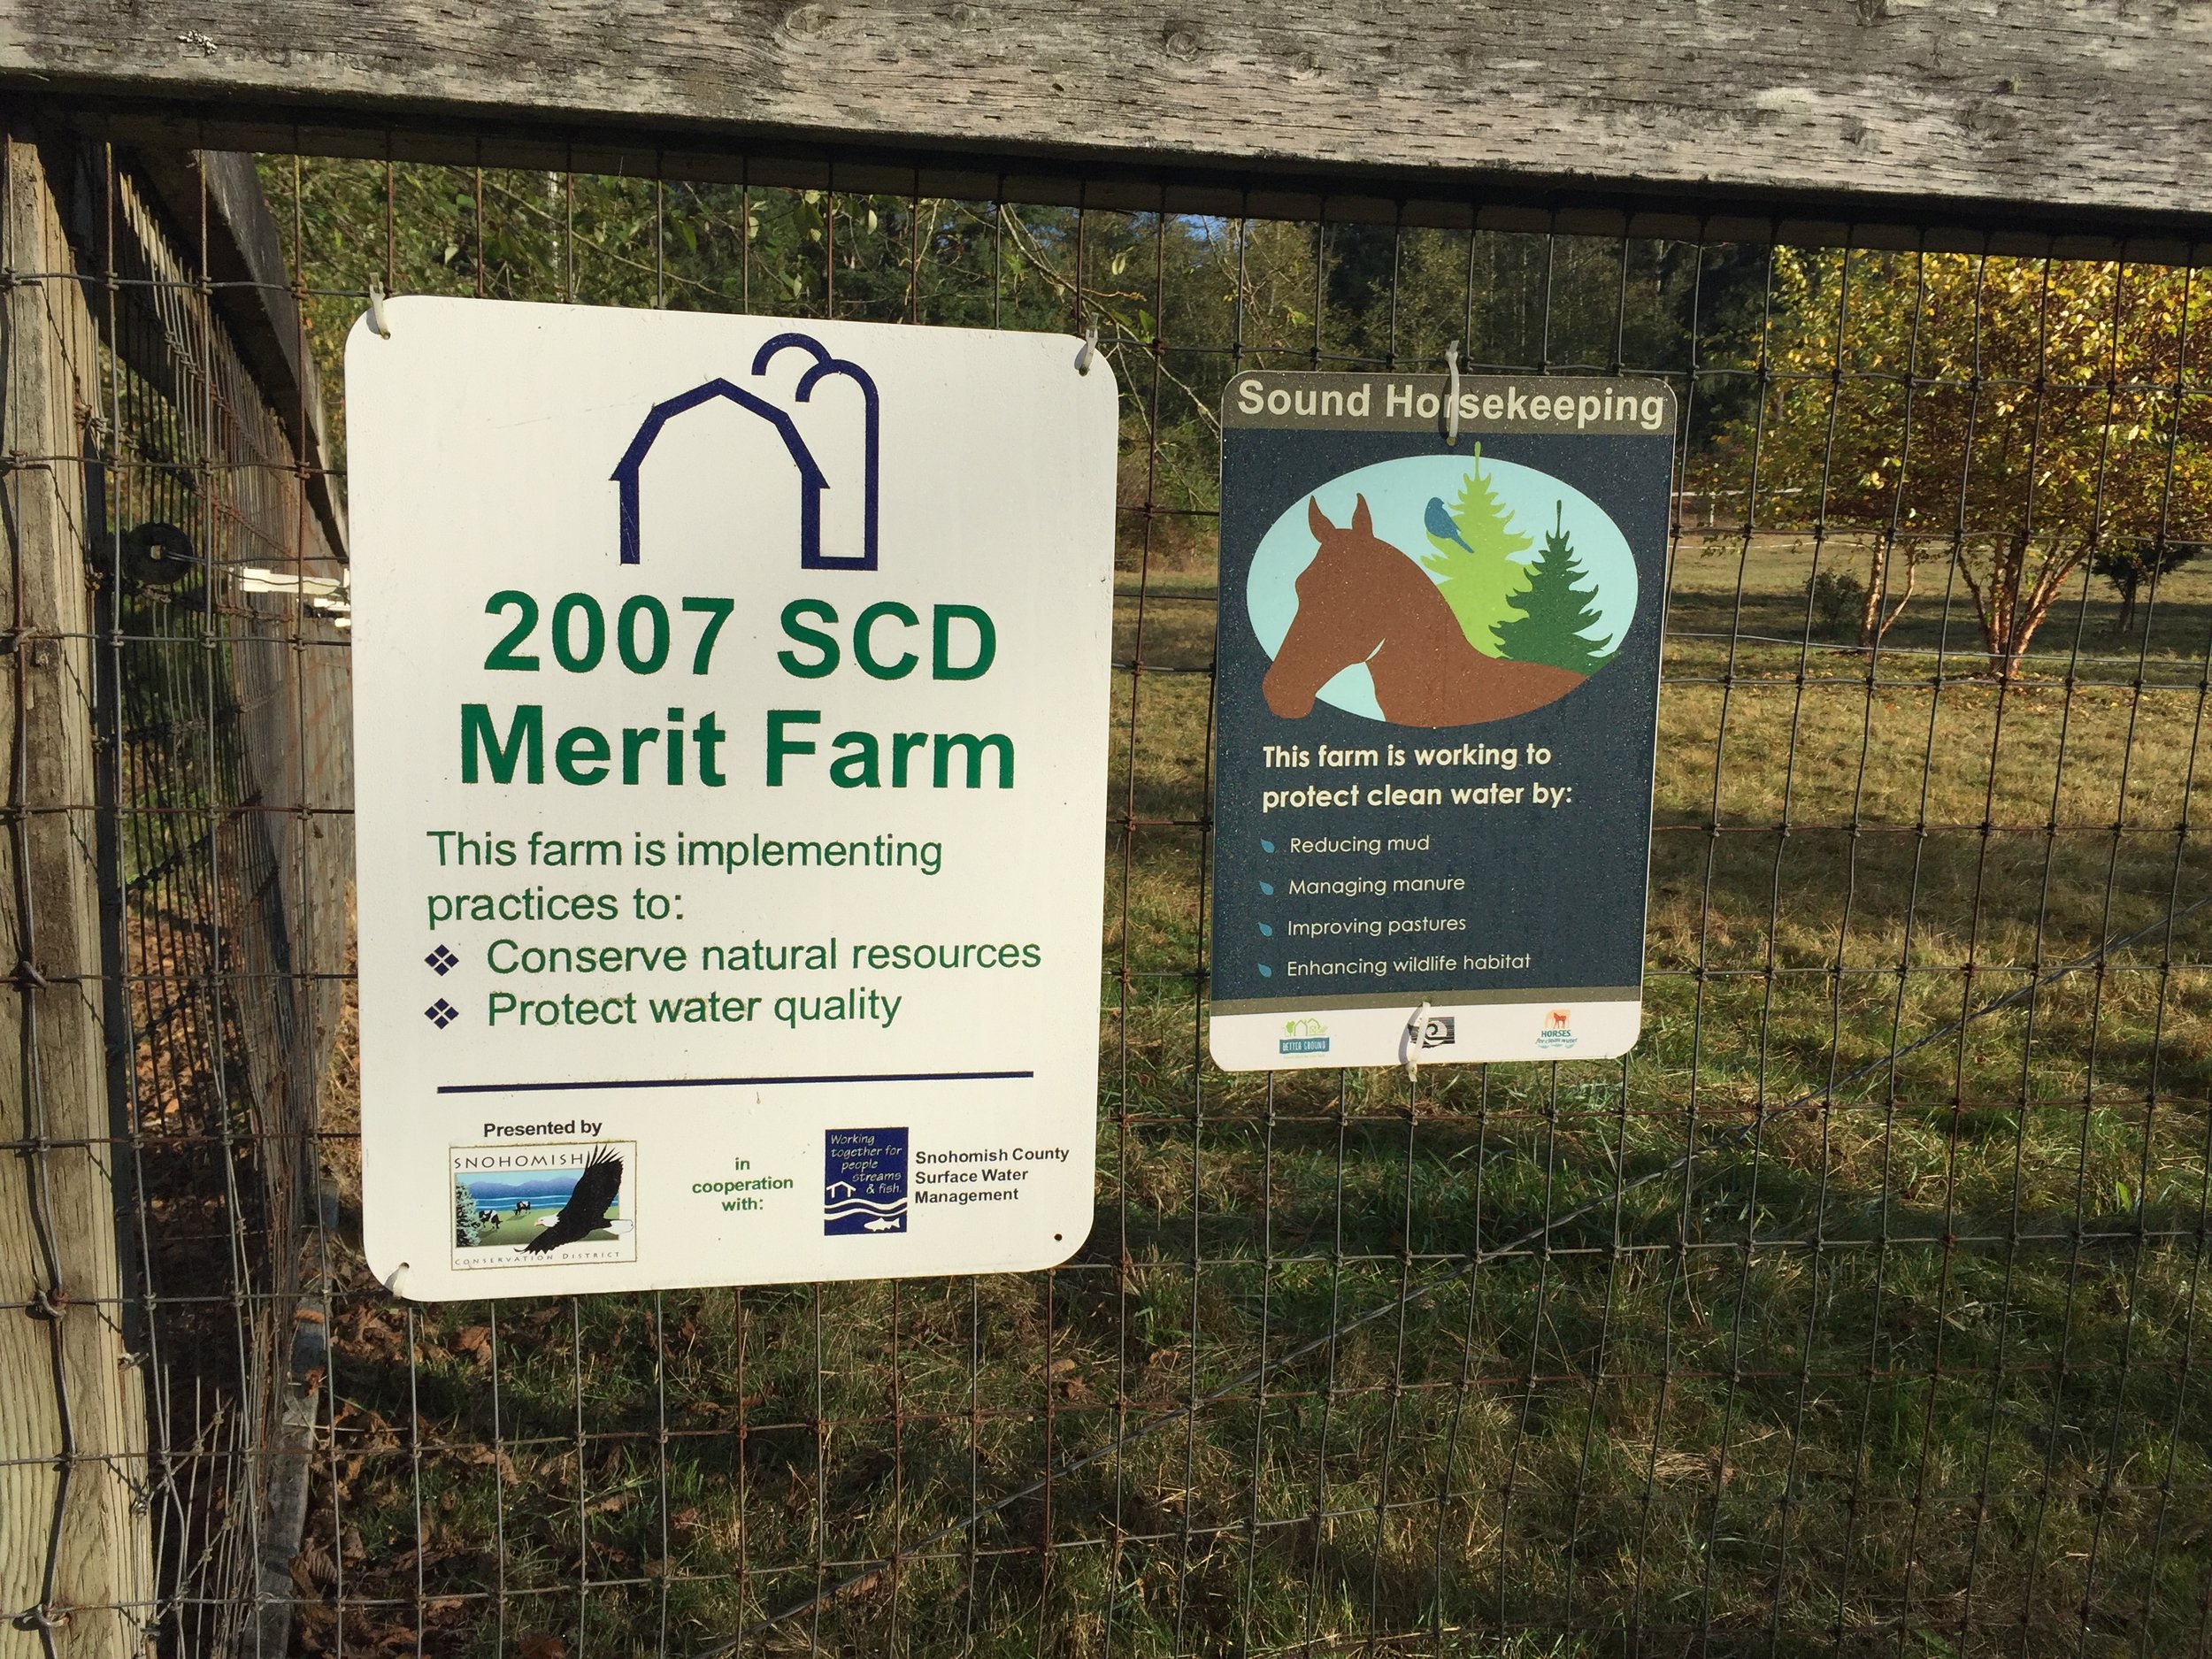 2007 SCD
Merit Farm
This farm is implementing
practices to:
Conserve natural resources
Protect water quality
Presented by
SNOHOMISH
CONSERVATION DISTRICT
in
cooperation
with:
Working
together for
people
streams
& fish.
Snohomish County
Surface Water
Management
Sound Horsekeeping
This farm is working to
protect clean water by:
Reducing mud
Managing manure
Improving pastures
Enhancing wildlife habitat
BETTER GROUND
HORSES
for clean water